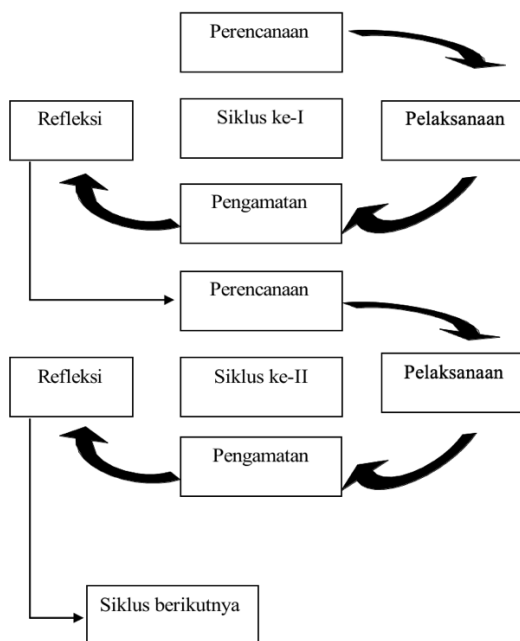 Perencanaan
Refleksi
Siklus ke-I
Pelaksanaan
Pengamatan
Perencanaan
Refleksi
Siklus ke-II
Pelaksanaan
Pengamatan
Siklus berikutnya